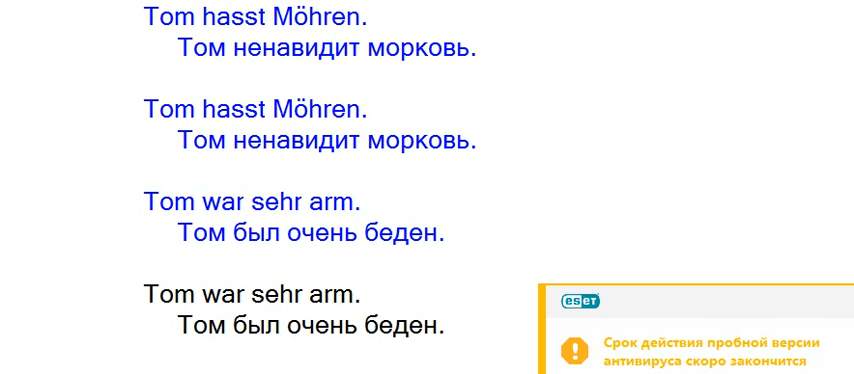 Tom hasst Möhren.
Том ненавидит морковь.
Tom hasst Möhren.
Том ненавидит морковь.
Tom war sehr arm.
Том был очень беден.
Tom war sehr arm.
Том был очень беден.
eset
Срок действия пробной версии
антивируса скоро закончится